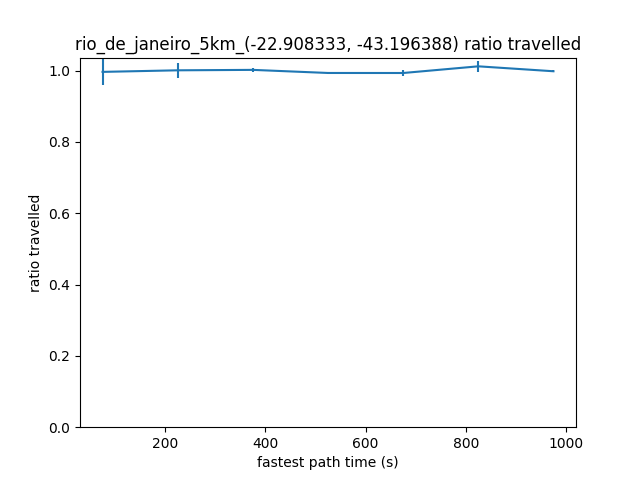 rio_de_janeiro_5km_(-22.908333, -43.196388) ratio travelled
1.0
0.8
0.6
0.4
0.2
0.0
ratio travelled
200 400 600 800 1000
fastest path time (s)